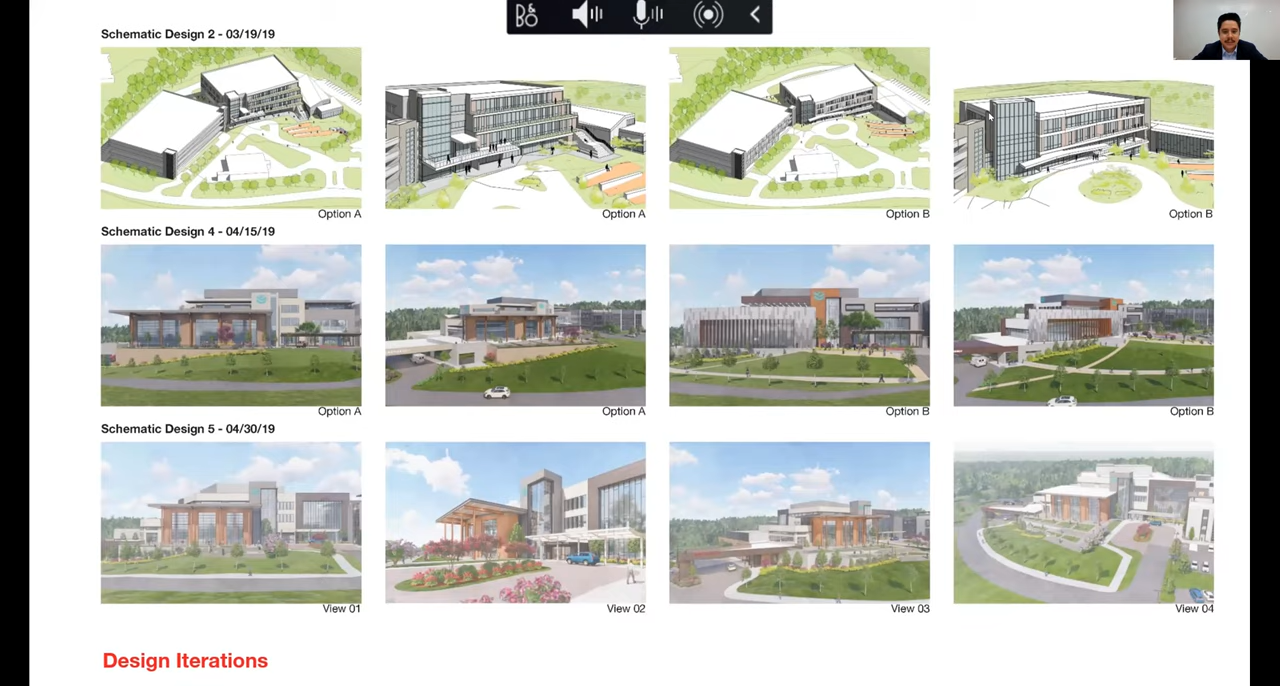 B&O
Schematic Design 2 - 03/19/19
Option A
Option A
Option B
Option B
Schematic Design 4 - 04/15/19
Option A
Option A
Option B
Option B
Schematic Design 5 - 04/30/19
View 01
View 02
View 03
View 04
Design Iterations